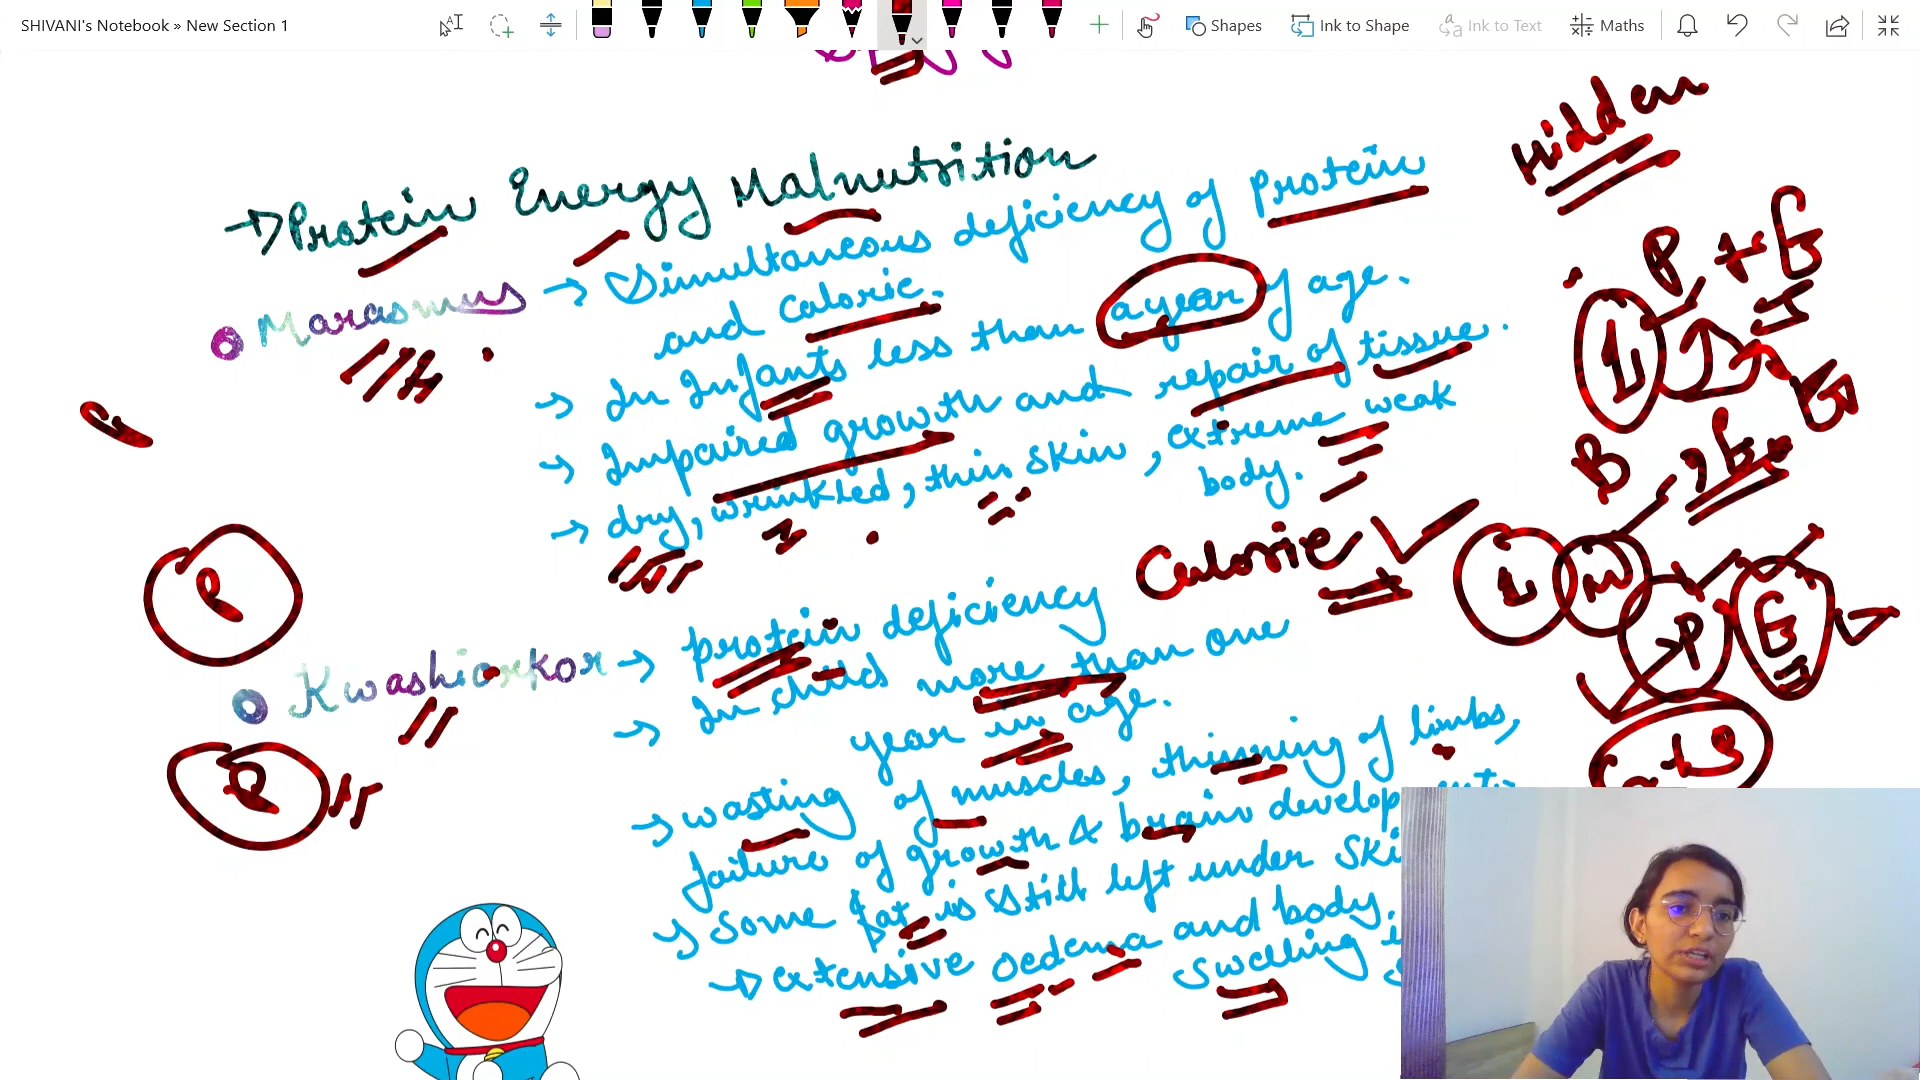 SHIVANI's Notebook » New Section 1
Shapes
Ink to Shape
Ink to Text
Maths
Hidden
→ Protein Energy Malnutrition
Marasmus → Simultaneous deficiency of Protein
and Calorie.
→ In Infants less than a year of age.
→ Impaired growth and repair of tissue.
→ dry, wrinkled, thin skin, extreme weak
body.
P + E
1
B
Calorie ✓
1 M P E
P
Kwashiorkor → protein deficiency
→ In child more than one
year in age.
→ wasting of muscles, thinning of limbs,
failure of growth & brain develop
→ Some fat is still left under Ski
→ extensive oedema and body.
Swelling i
P